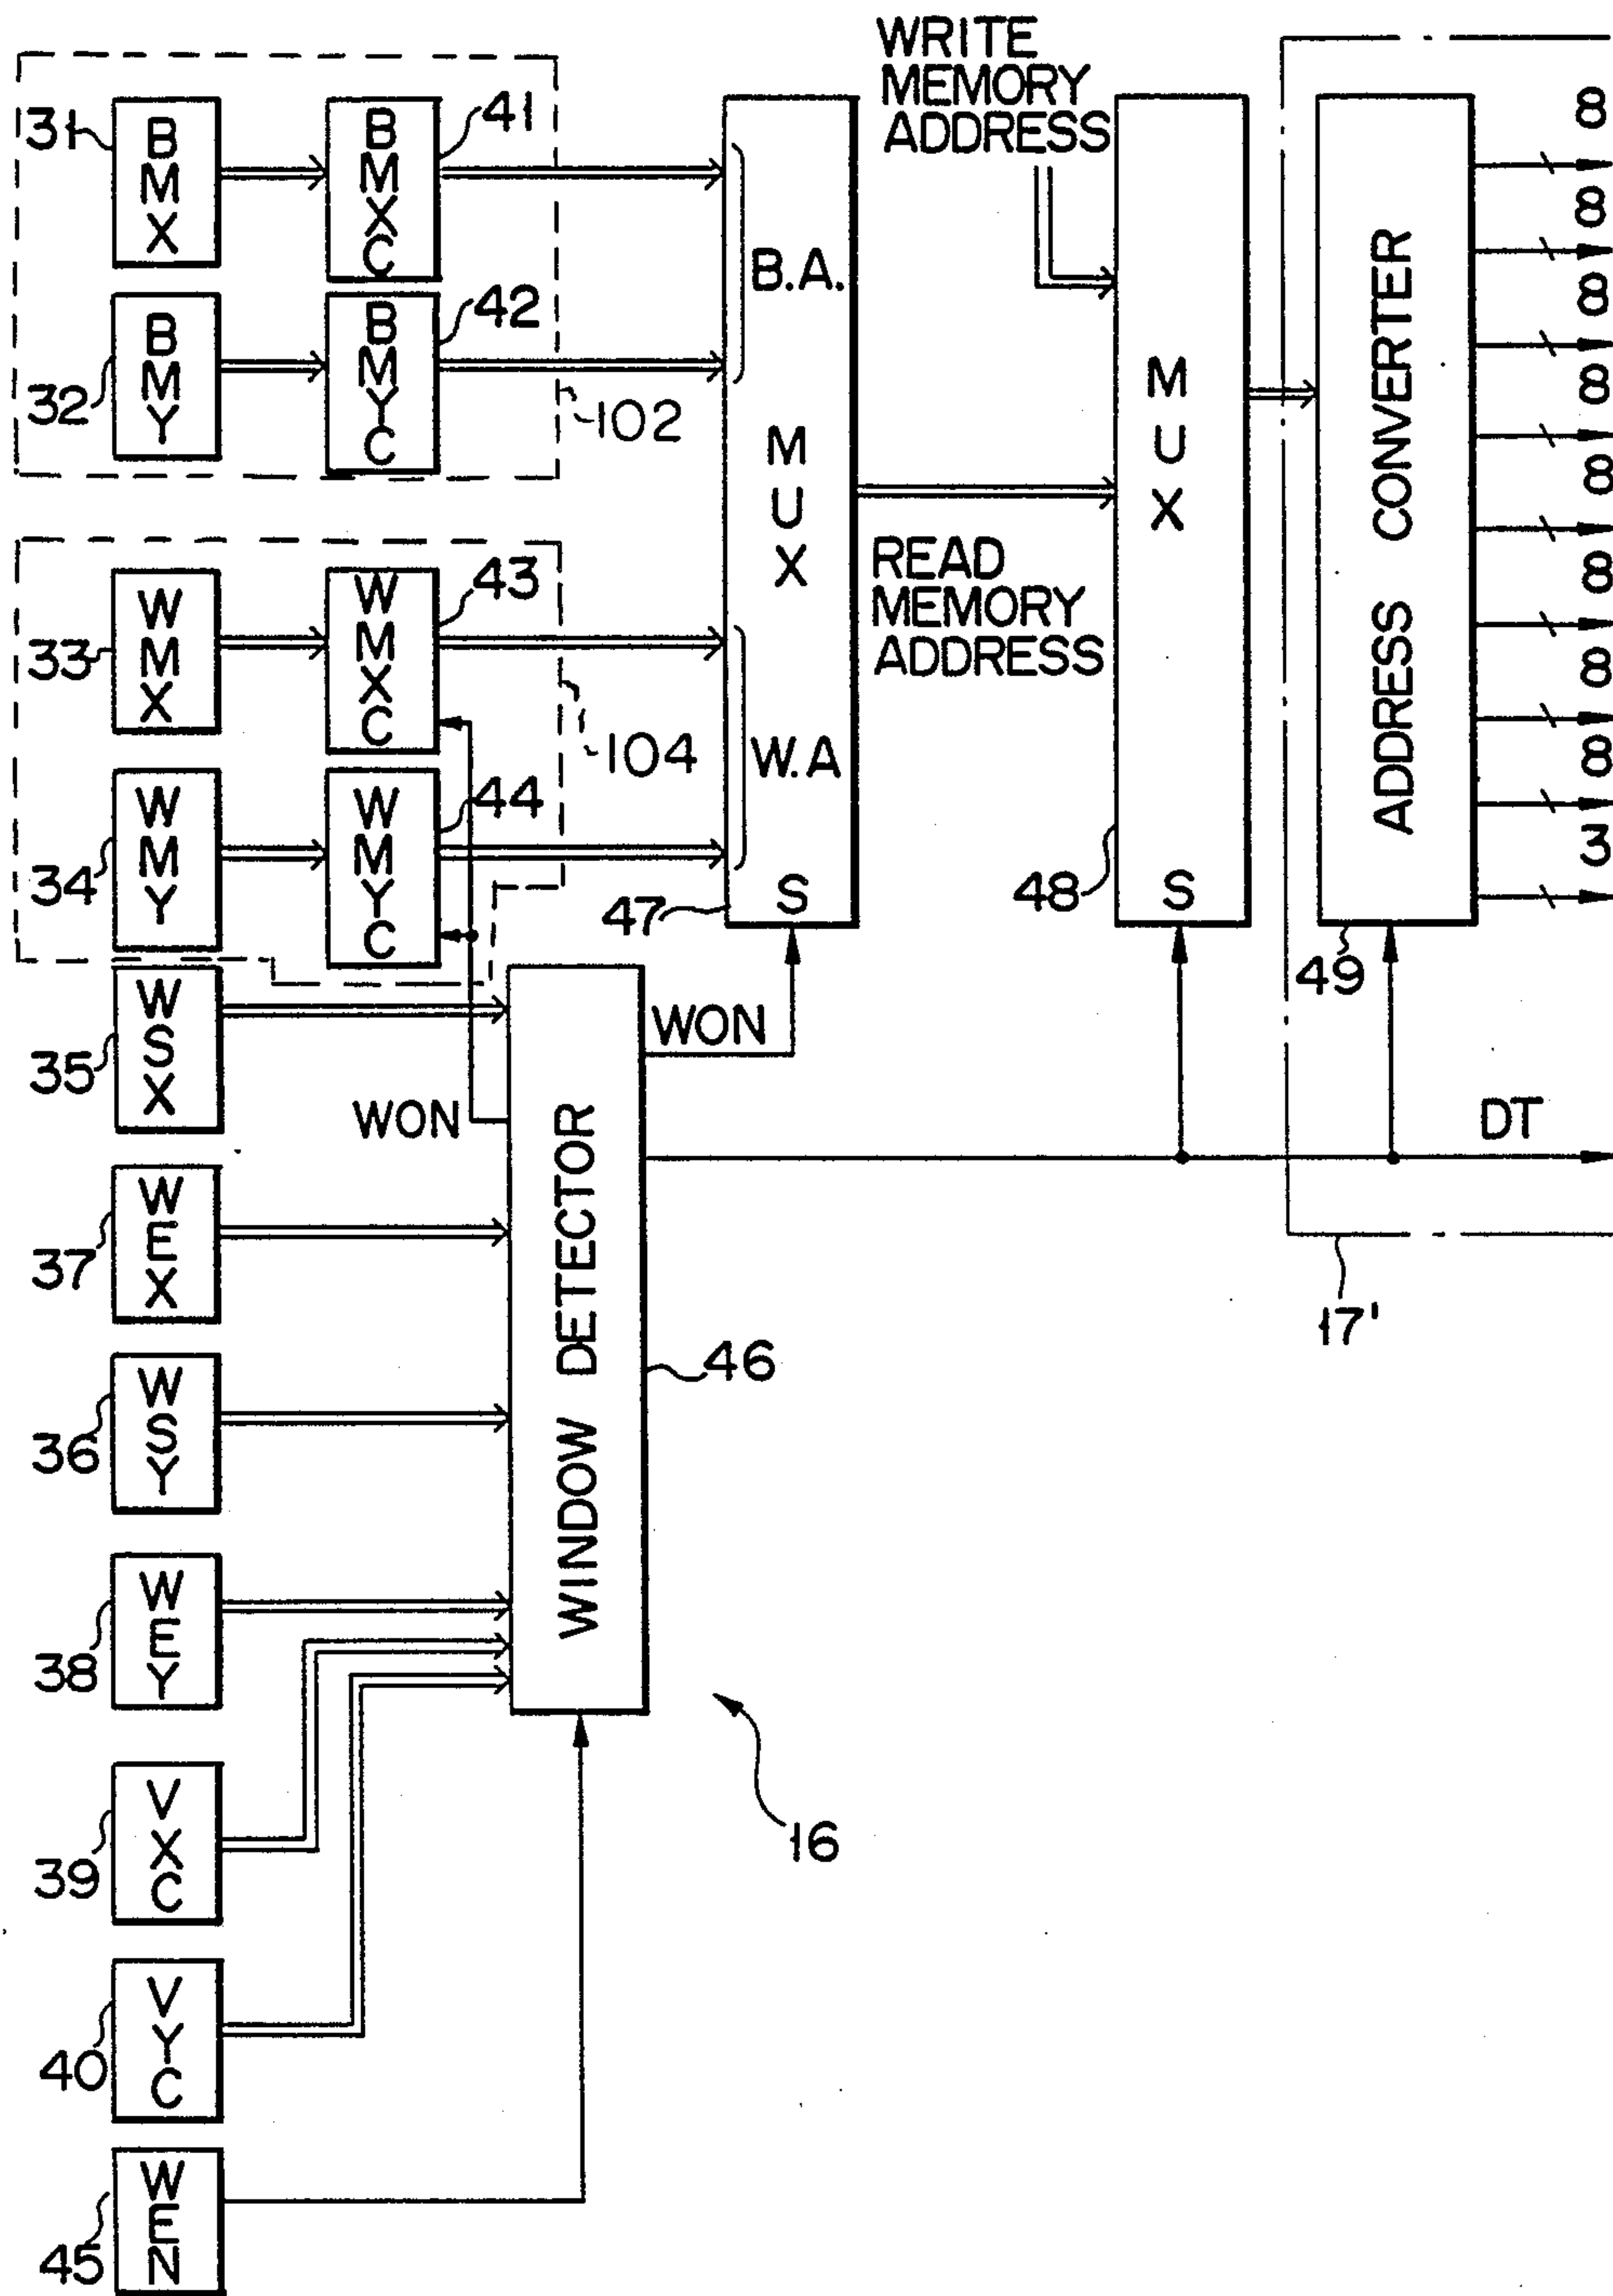 WRITE
MEMORY
ADDRESS
31
BMX
BMXC
41
32
BMY
BMYC
42
102
B.A.
MUX
W.A
S
47
READ
MEMORY
ADDRESS
MUX
S
48
ADDRESS CONVERTER
49
8
8
8
8
8
8
8
8
3
33
WMX
WMXC
43
104
34
WMY
WMYC
44
35
WSX
WON
WON
DT
37
WEX
WINDOW DETECTOR
46
17'
36
WSY
38
WEY
39
VXC
16
40
VYC
45
WEN